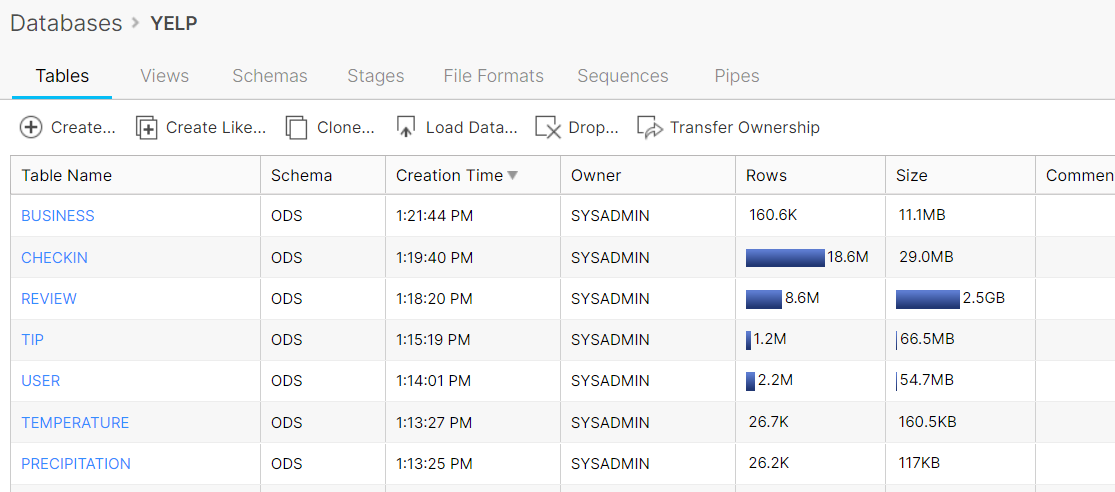 Databases > YELP
Tables Views Schemas Stages File Formats Sequences Pipes
Create... Create Like... Clone... Load Data... Drop... Transfer Ownership
Table Name Schema Creation Time Owner Rows Size Commen
BUSINESS ODS 1:21:44 PM SYSADMIN 160.6K 11.1MB
CHECKIN ODS 1:19:40 PM SYSADMIN 18.6M 29.0MB
REVIEW ODS 1:18:20 PM SYSADMIN 8.6M 2.5GB
TIP ODS 1:15:19 PM SYSADMIN 1.2M 66.5MB
USER ODS 1:14:01 PM SYSADMIN 2.2M 54.7MB
TEMPERATURE ODS 1:13:27 PM SYSADMIN 26.7K 160.5KB
PRECIPITATION ODS 1:13:25 PM SYSADMIN 26.2K 117KB